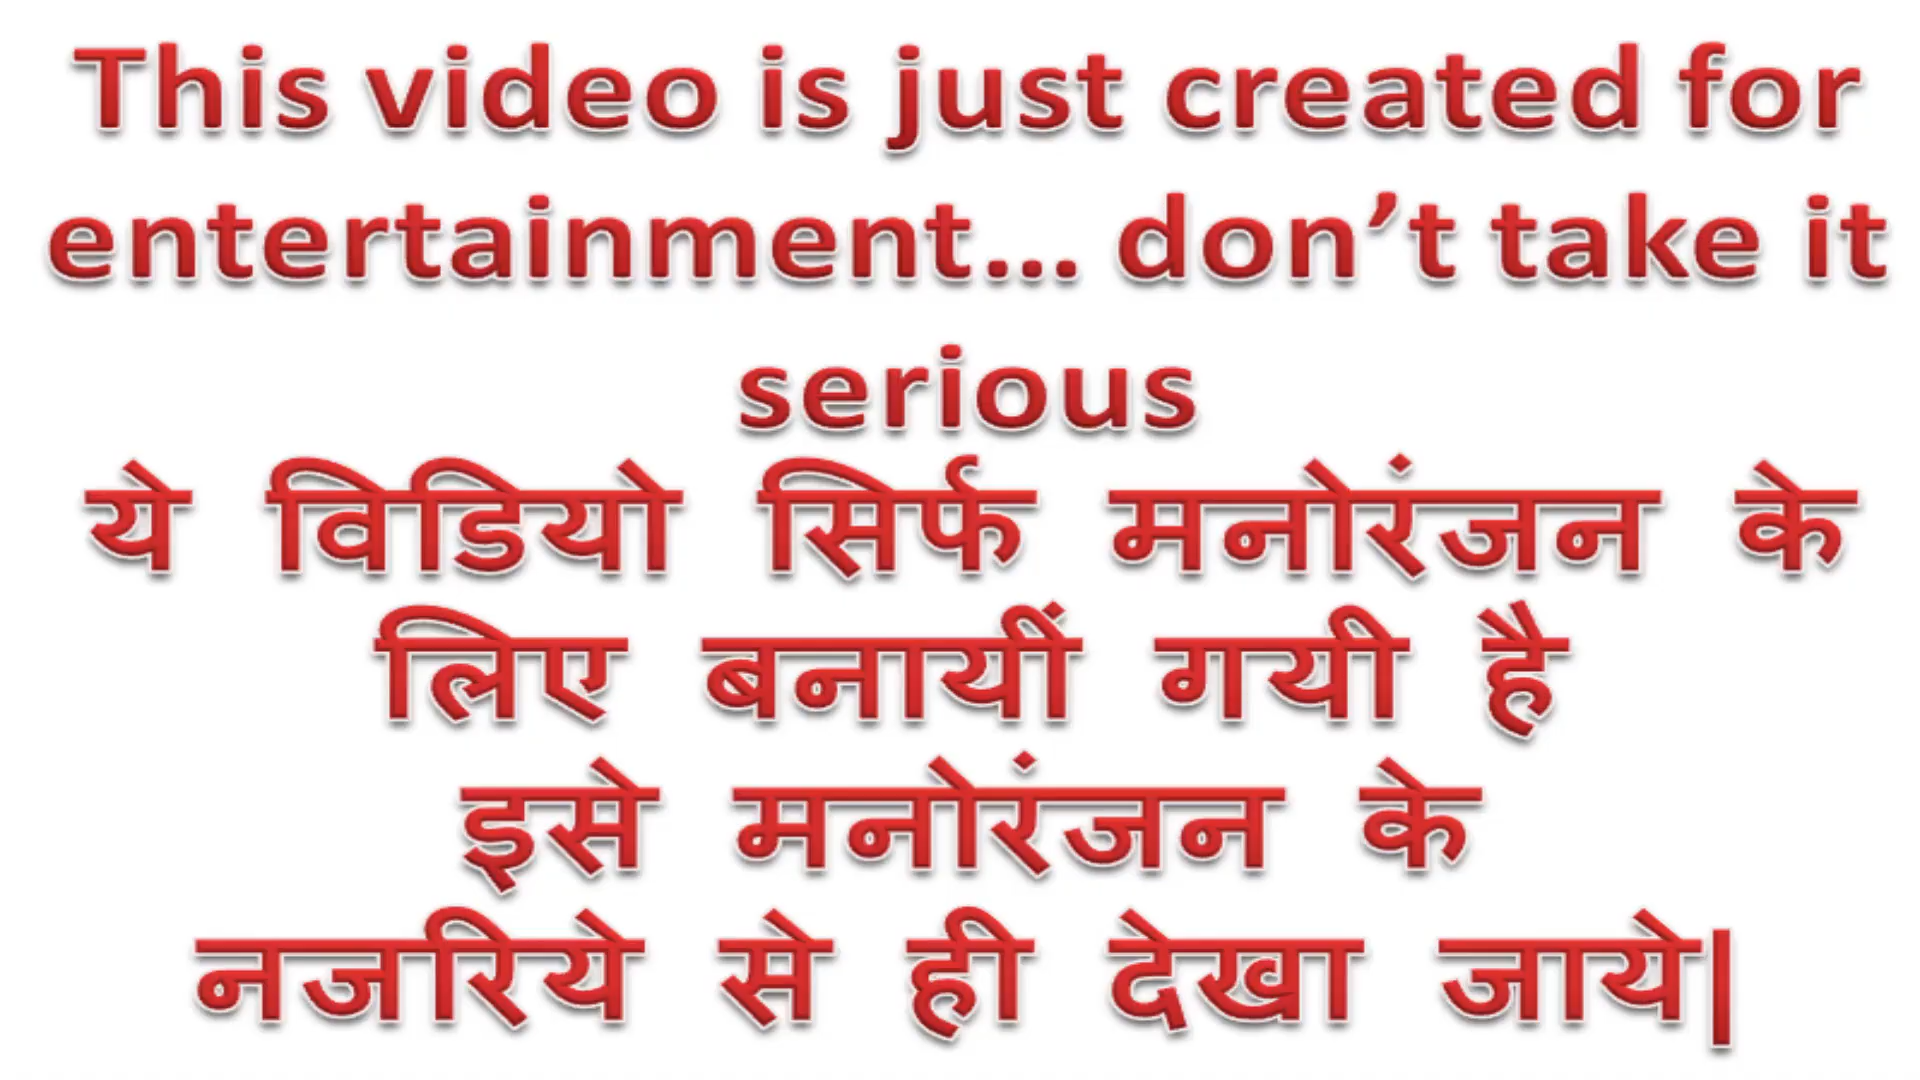 This video is just created for
entertainment... don’t take it
serious
ये विडियो सिर्फ मनोरंजन के
लिए बनायीं गयी है
इसे मनोरंजन के
नजरिये से ही देखा जाये|